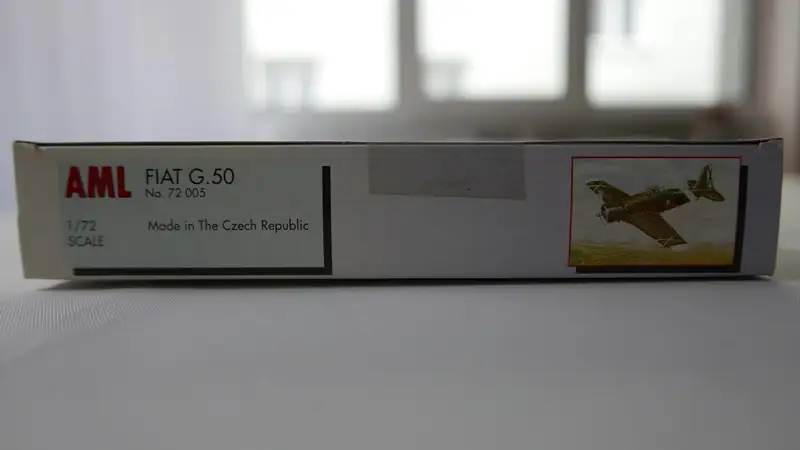 AML FIAT G.50
No. 72 005
1/72 Made in The Czech Republic
SCALE